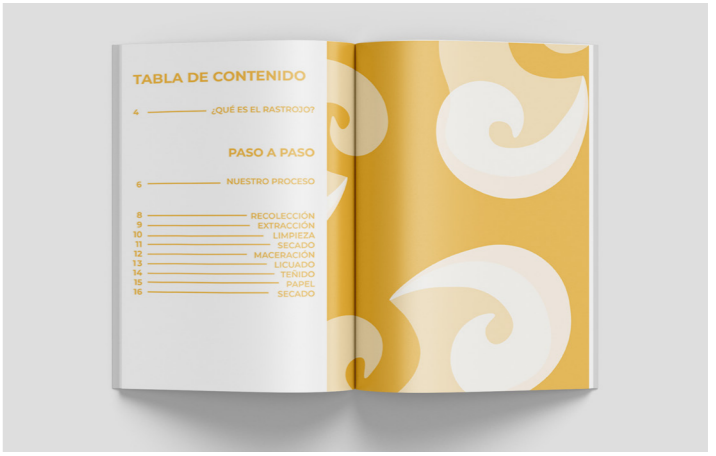 TABLA DE CONTENIDO
4 ¿QUÉ ES EL RASTROJO?
PASO A PASO
6 NUESTRO PROCESO
8 RECOLECCIÓN
9 EXTRACCIÓN
10 LIMPIEZA
11 SECADO
12 MACERACIÓN
13 LICUADO
14 TEÑIDO
15 PAPEL
16 SECADO